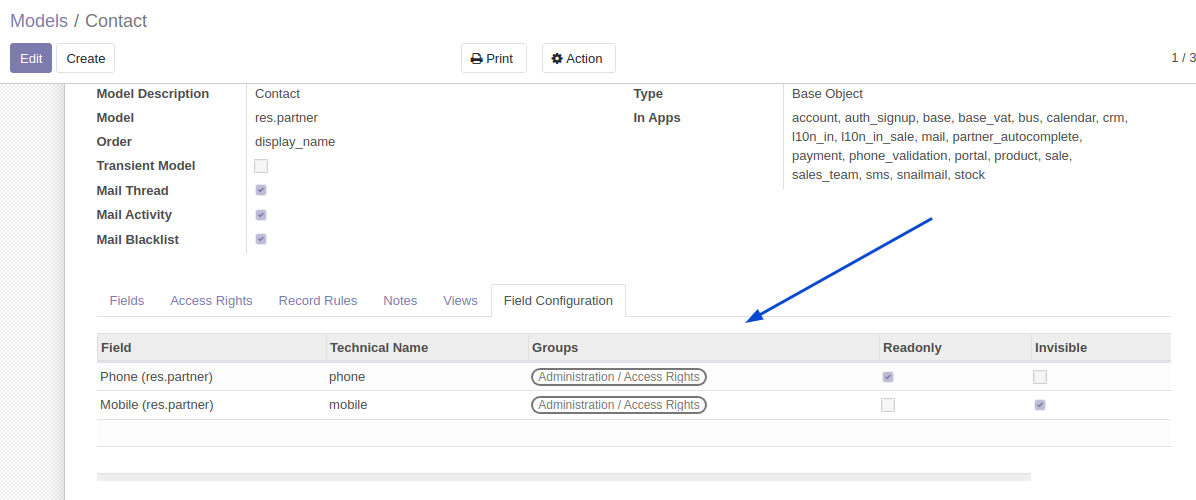 Models / Contact
Edit Create Print Action 1 / 3
Model Description Contact Type Base Object
Model res.partner In Apps account, auth_signup, base, base_vat, bus, calendar, crm,
Order display_name l10n_in, l10n_in_sale, mail, partner_autocomplete,
Transient Model payment, phone_validation, portal, product, sale,
sales_team, sms, snailmail, stock
Mail Thread
Mail Activity
Mail Blacklist
Fields Access Rights Record Rules Notes Views Field Configuration
Field Technical Name Groups Readonly Invisible
Phone (res.partner) phone Administration / Access Rights
Mobile (res.partner) mobile Administration / Access Rights